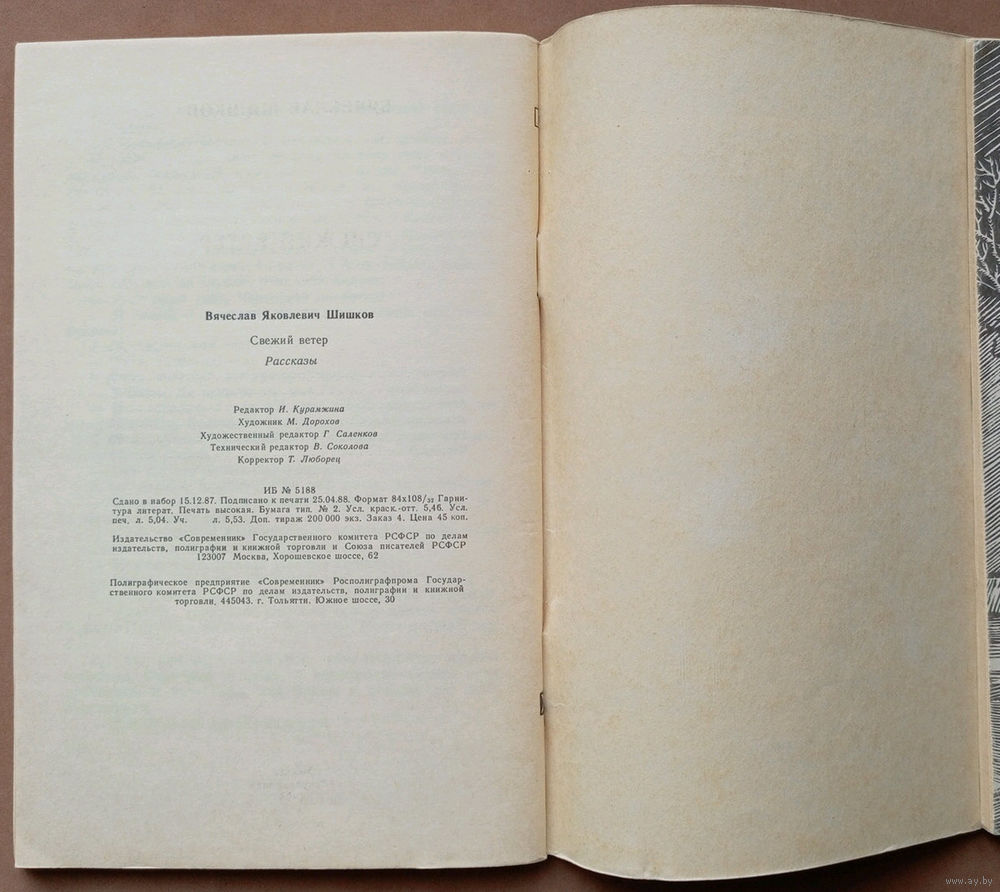 Вячеслав Яковлевич Шишков
Свежий ветер
Рассказы
Редактор И. Курамжина
Художник М. Дорохов
Художественный редактор Г Саленков
Технический редактор В. Соколова
Корректор Т. Люборец
ИБ № 5188
Сдано в набор 15.12.87. Подписано к печати 25.04.88. Формат 84х108/32 Гарни-
тура литерат. Печать высокая. Бумага тип. № 2. Усл. краск.-отт. 5,46. Усл.
печ. л. 5,04. Уч. л. 5,53. Доп. тираж 200 000 экз. Заказ 4. Цена 45 коп.
Издательство «Современник» Государственного комитета РСФСР по делам
издательств, полиграфии и книжной торговли и Союза писателей РСФСР
123007 Москва, Хорошевское шоссе, 62
Полиграфическое предприятие «Современник» Росполиграфпрома Государ-
ственного комитета РСФСР по делам издательств, полиграфии и книжной
торговли. 445043. г. Тольятти. Южное шоссе, 30
www.ay.by